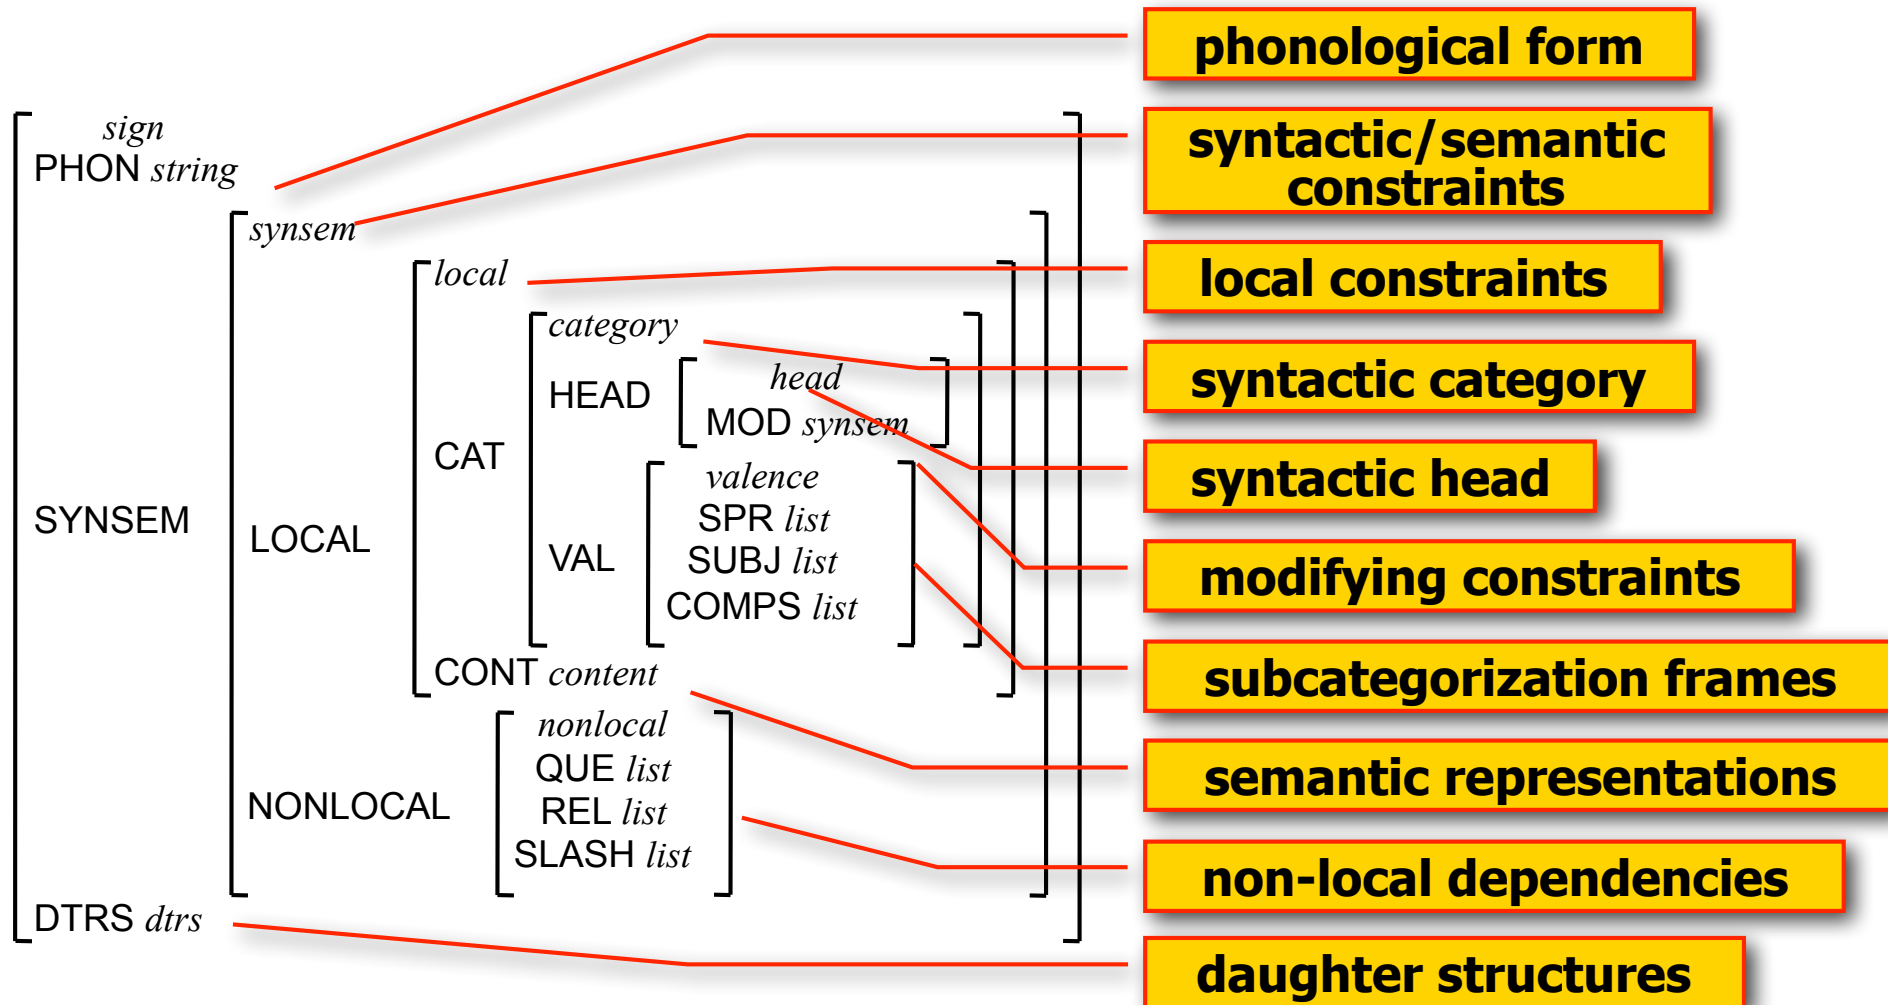 phonological form
sign
PHON string
syntactic/semantic
constraints
synsem
local
local constraints
category
syntactic category
head
HEAD
MOD synsem
CAT
valence
syntactic head
SPR list
SYNSEM
LOCAL
VAL
SUBJ list
modifying constraints
COMPS list
CONT content
subcategorization frames
nonlocal
QUE list
semantic representations
NONLOCAL
REL list
SLASH list
non-local dependencies
DTRS dtrs
daughter structures